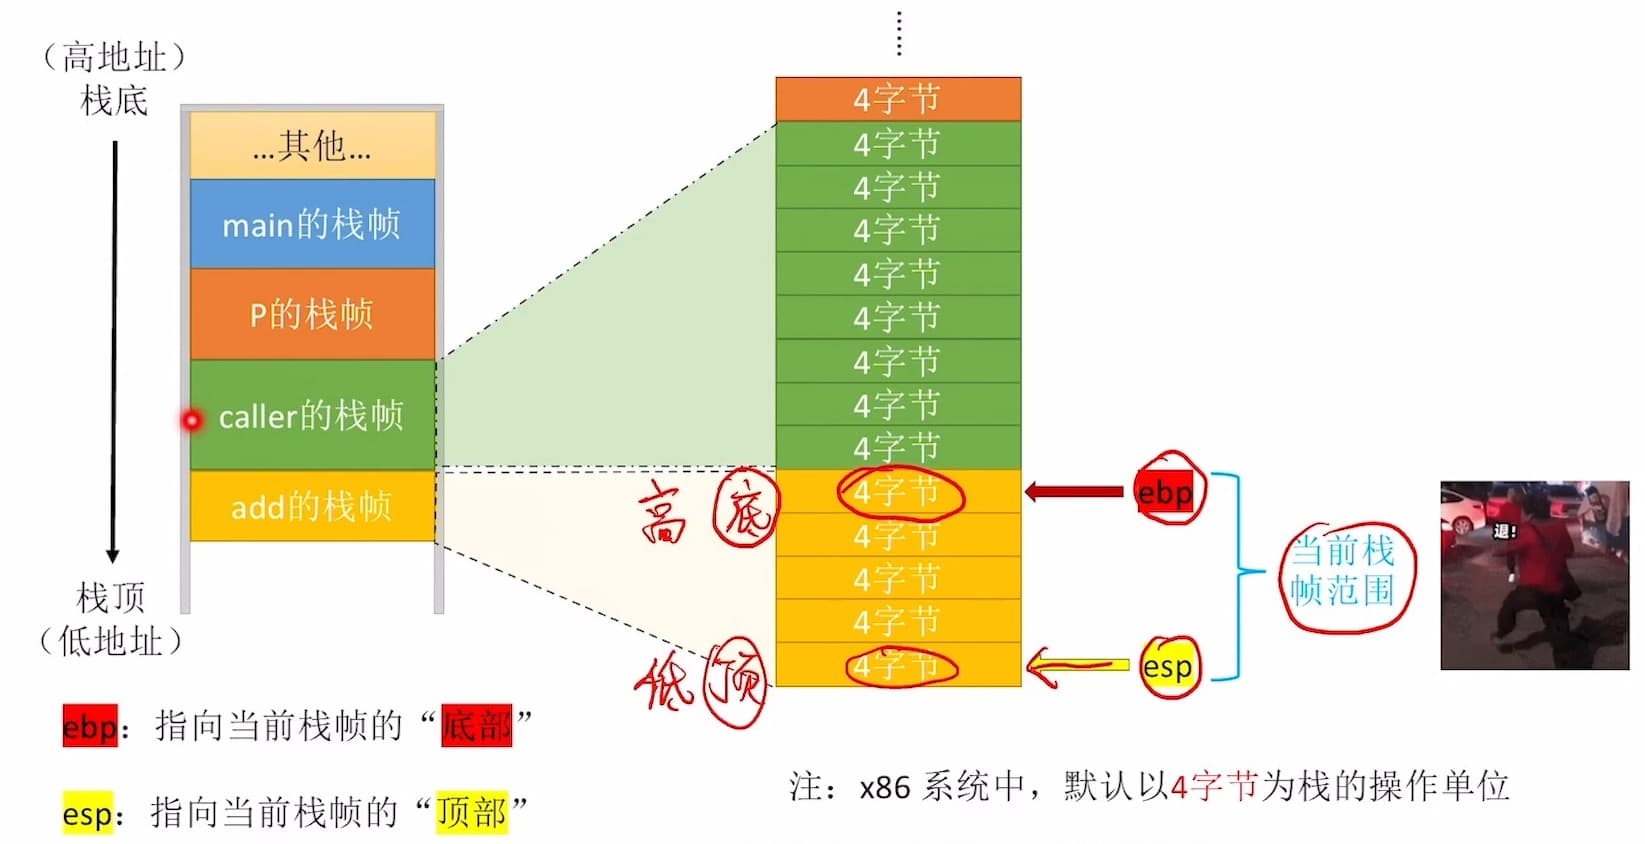 （高地址）
栈底
…其他…
main的栈帧
P的栈帧
caller的栈帧
add的栈帧
栈顶
（低地址）
4字节
4字节
4字节
4字节
4字节
4字节
4字节
4字节
4字节
4字节
4字节
4字节
4字节
4字节
高 底
低 顶
ebp
esp
当前栈
帧范围
退!
ebp：指向当前栈帧的“底部”
esp：指向当前栈帧的“顶部”
注：x86 系统中，默认以4字节为栈的操作单位